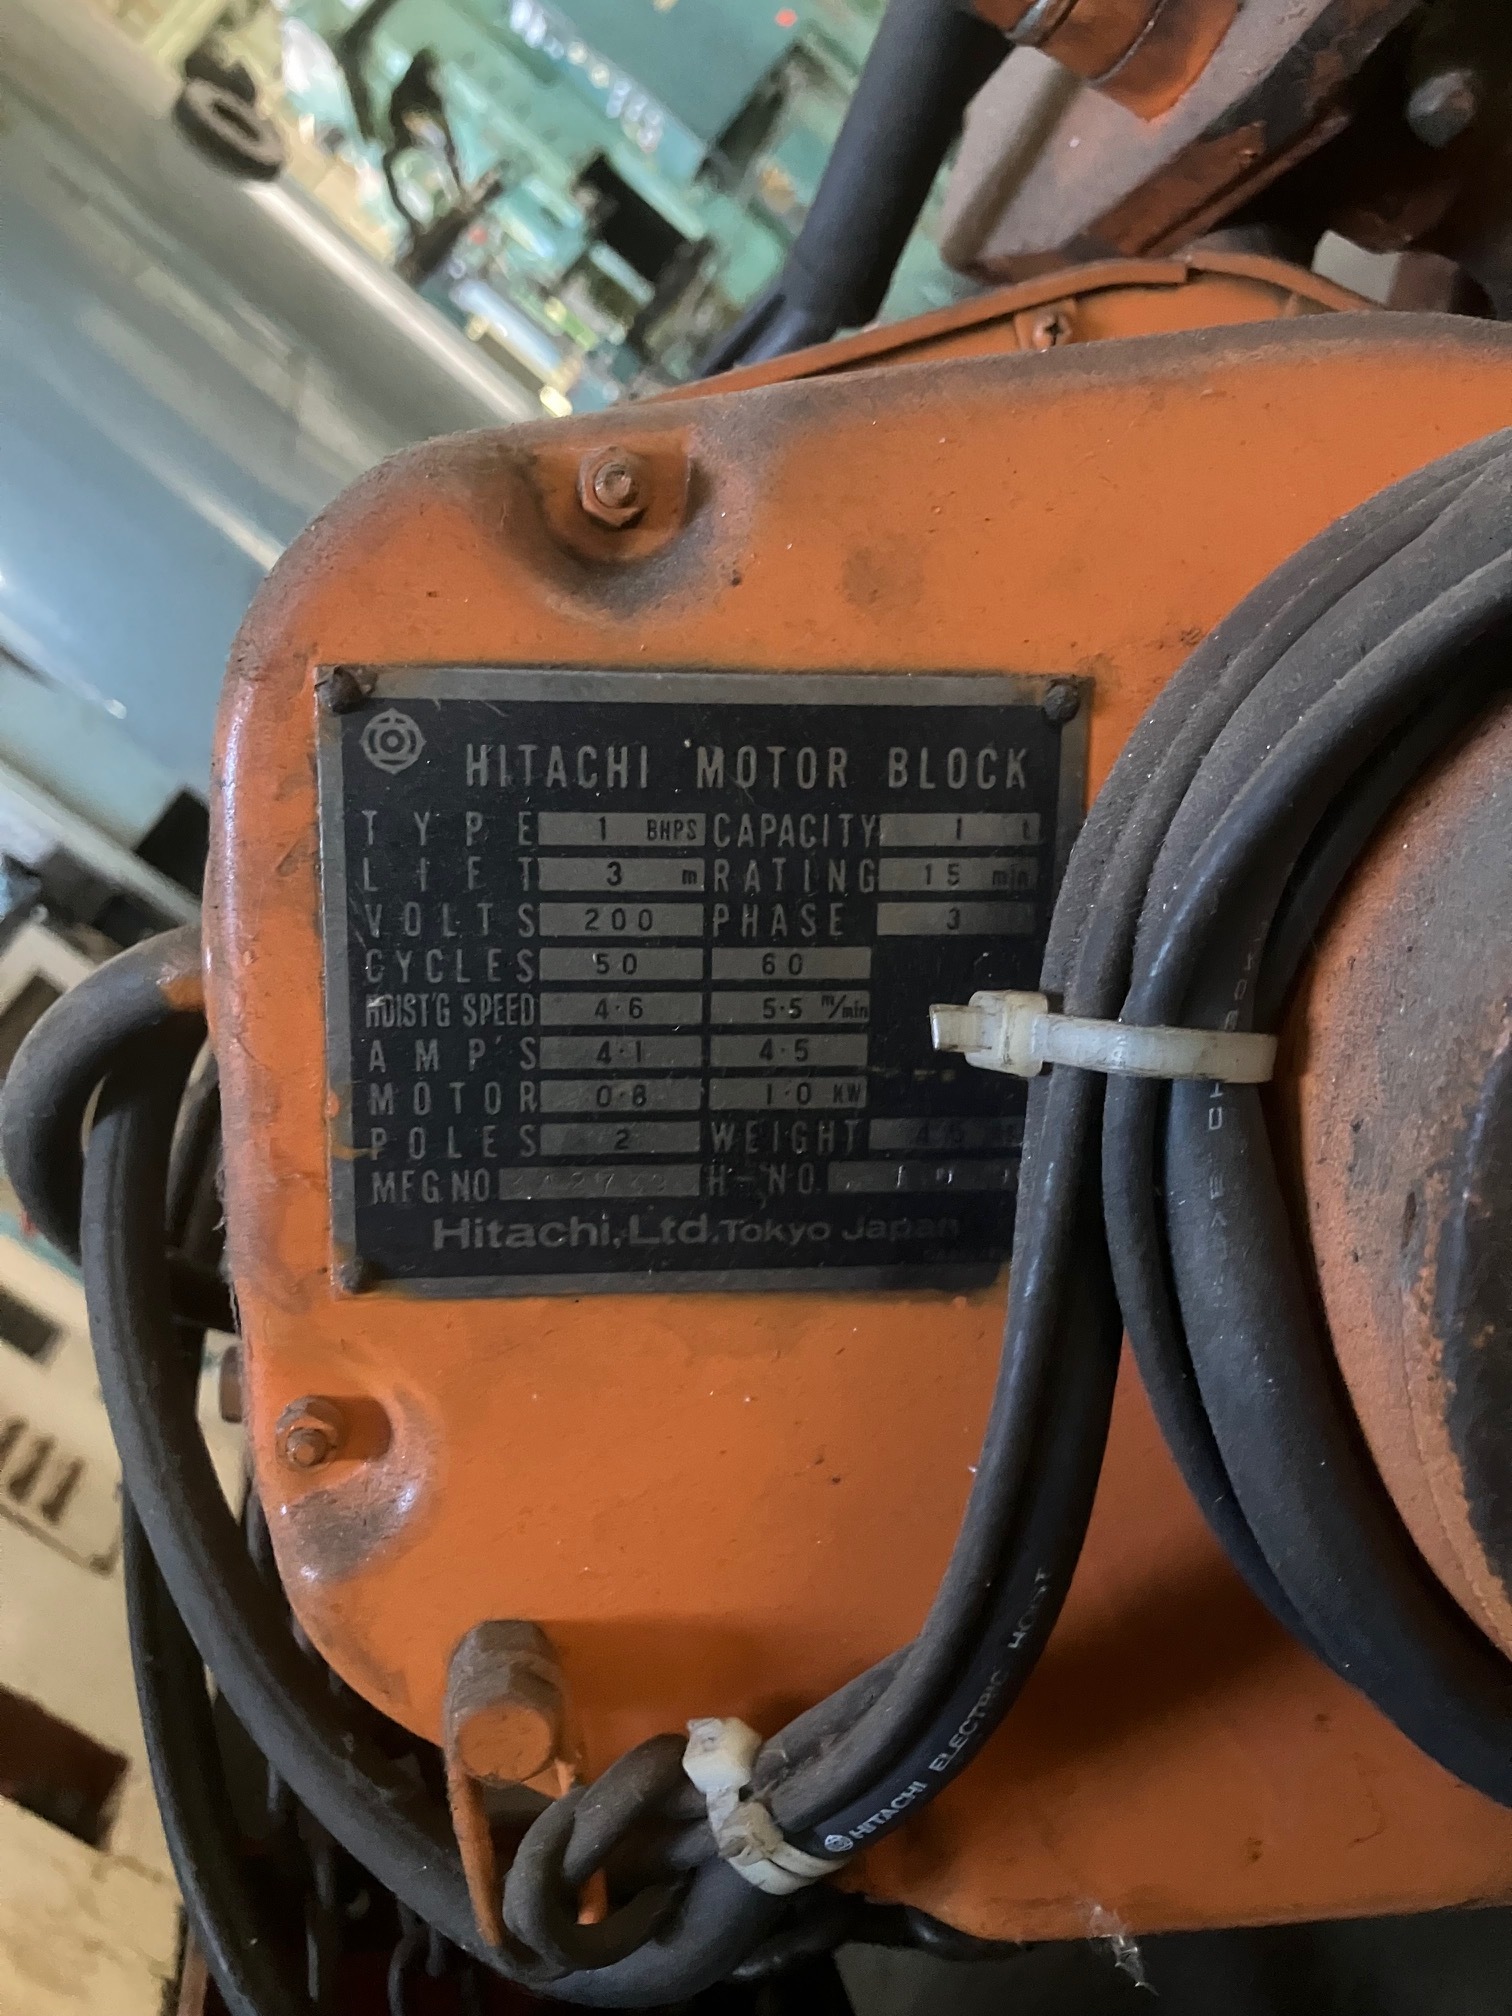 HITACHI MOTOR BLOCK
TYPE 1 BHPS CAPACITY 1 t
LIFT 3 m RATING 15 min
VOLTS 200 PHASE 3
CYCLES 50 60
HOIST'G SPEED 4.6 5.5 m/min
AMP'S 4.1 4.5
MOTOR 0.8 1.0 KW
POLES 2 WEIGHT
MFG NO. H-NO.
Hitachi, Ltd. Tokyo Japan
HITACHI ELECTRIC HOIST